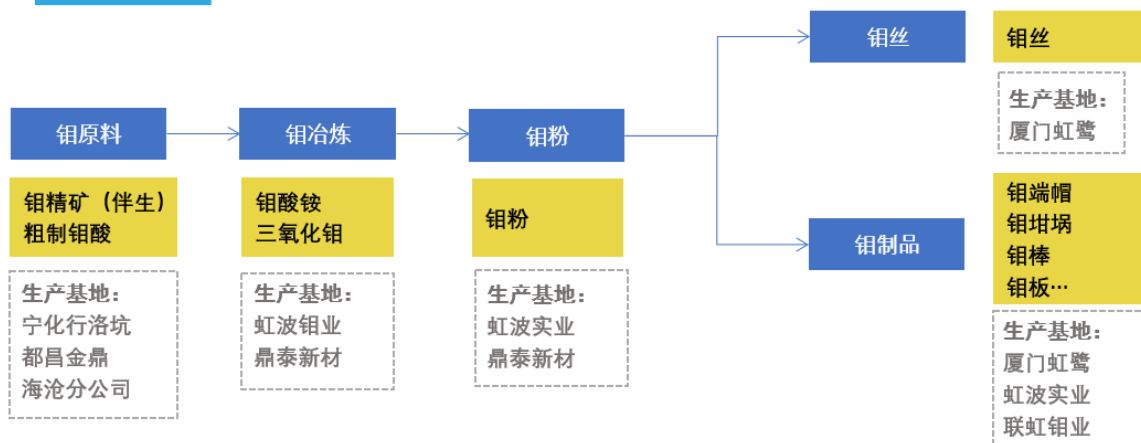 钼丝
钼丝
生产基地：
厦门虹鹭
钼原料
钼冶炼
钼粉
钼精矿（伴生）
粗制钼酸
钼酸铵
三氧化钼
钼粉
生产基地：
宁化行洛坑
都昌金鼎
海沧分公司
生产基地：
虹波钼业
鼎泰新材
生产基地：
虹波实业
鼎泰新材
钼制品
钼端帽
钼坩埚
钼棒
钼板…
生产基地：
厦门虹鹭
虹波实业
联虹钼业